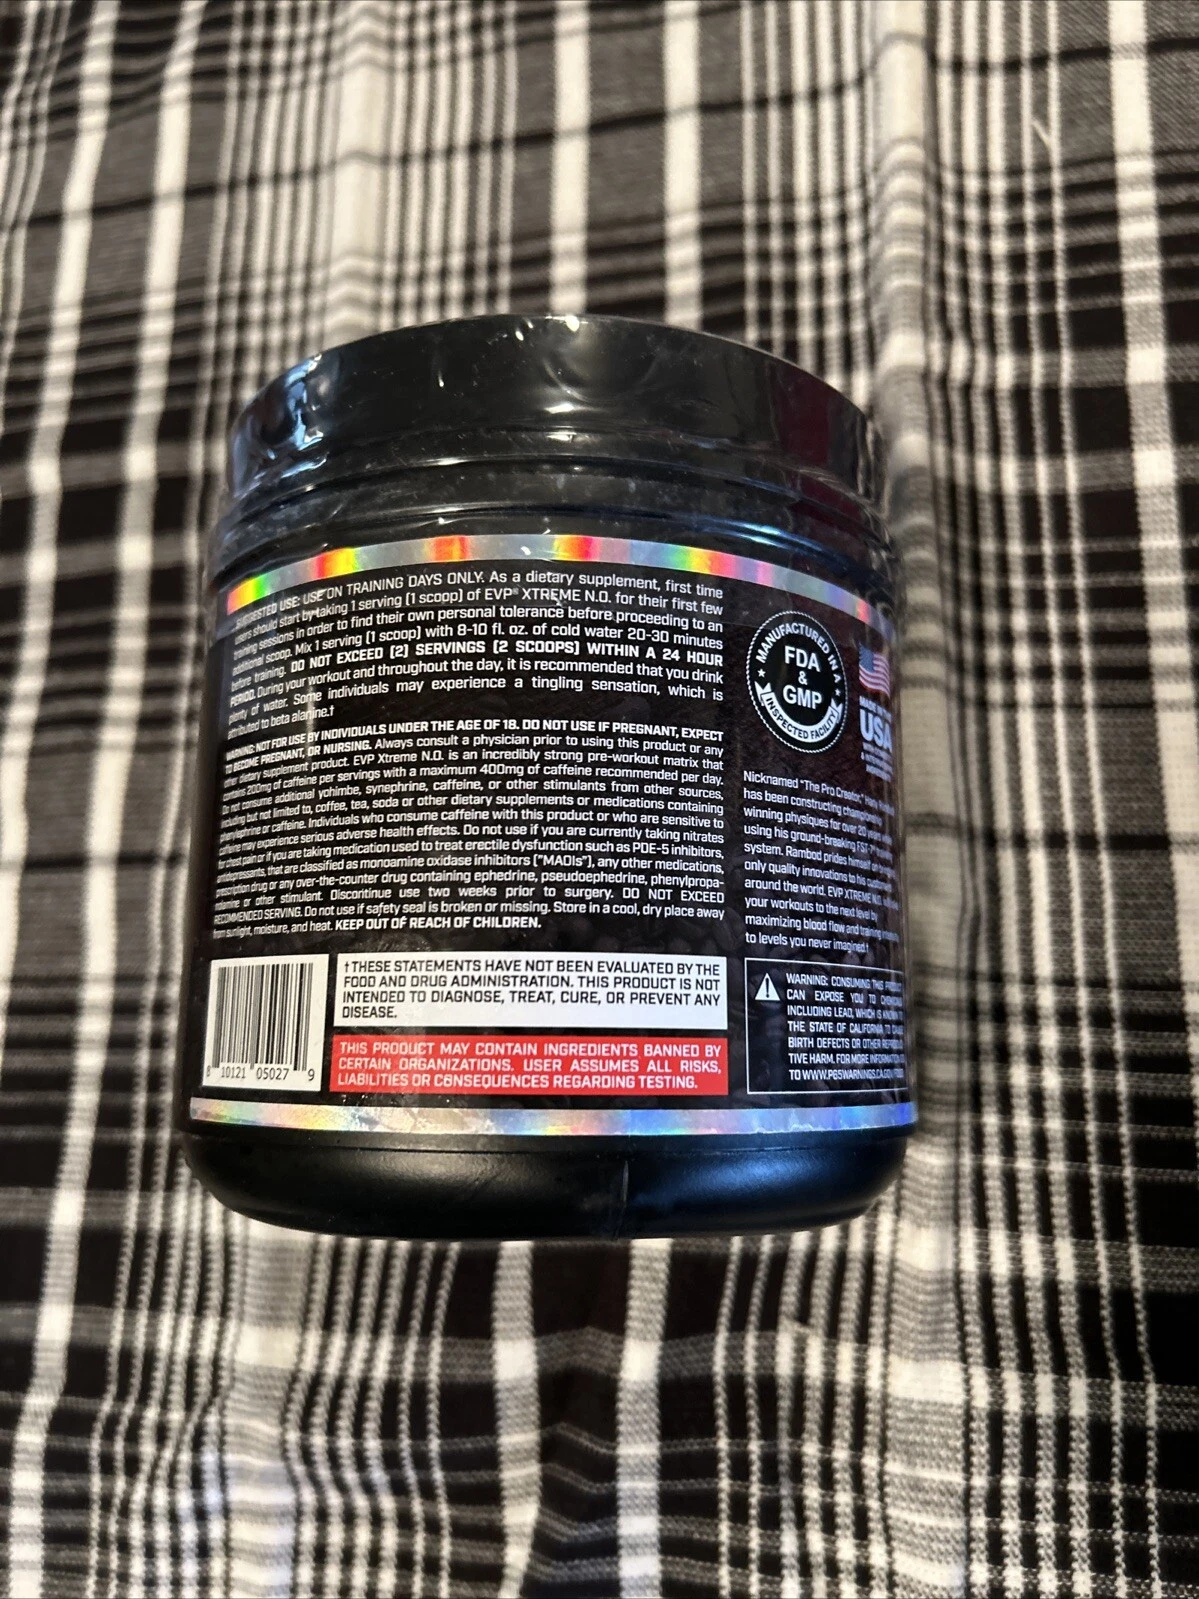 SUGGESTED USE: USE ON TRAINING DAYS ONLY. As a dietary supplement, first time
users should start by taking 1 serving (1 scoop) of EVP® XTREME N.O. for their first few
training sessions in order to find their own personal tolerance before proceeding to an
additional scoop. Mix 1 serving (1 scoop) with 8-10 fl. oz. of cold water 20-30 minutes
before training. DO NOT EXCEED (2) SERVINGS (2 SCOOPS) WITHIN A 24 HOUR
PERIOD. During your workout and throughout the day, it is recommended that you drink
plenty of water. Some individuals may experience a tingling sensation, which is
attributed to beta alanine.†
WARNING: NOT FOR USE BY INDIVIDUALS UNDER THE AGE OF 18. DO NOT USE IF PREGNANT, EXPECT
TO BECOME PREGNANT, OR NURSING. Always consult a physician prior to using this product or any
other dietary supplement product. EVP Xtreme N.O. is an incredibly strong pre-workout matrix that
contains 200mg of caffeine per servings with a maximum 400mg of caffeine recommended per day.
Do not consume additional yohimbe, synephrine, caffeine, or other stimulants from other sources,
including but not limited to, coffee, tea, soda or other dietary supplements or medications containing
phenylephrine or caffeine. Individuals who consume caffeine with this product or who are sensitive to
caffeine may experience serious adverse health effects. Do not use if you are currently taking nitrates
for chest pain or if you are taking medication used to treat erectile dysfunction such as PDE-5 inhibitors,
antidepressants, that are classified as monoamine oxidase inhibitors ("MAOIs"), any other medications,
prescription drug or any over-the-counter drug containing ephedrine, pseudoephedrine, phenylpropa-
nolamine or other stimulant. Discontinue use two weeks prior to surgery. DO NOT EXCEED
RECOMMENDED SERVING. Do not use if safety seal is broken or missing. Store in a cool, dry place away
from sunlight, moisture, and heat. KEEP OUT OF REACH OF CHILDREN.
8 10121 05027 9
†THESE STATEMENTS HAVE NOT BEEN EVALUATED BY THE
FOOD AND DRUG ADMINISTRATION. THIS PRODUCT IS NOT
INTENDED TO DIAGNOSE, TREAT, CURE, OR PREVENT ANY
DISEASE.
THIS PRODUCT MAY CONTAIN INGREDIENTS BANNED BY
CERTAIN ORGANIZATIONS. USER ASSUMES ALL RISKS,
LIABILITIES OR CONSEQUENCES REGARDING TESTING.
MANUFACTURED IN A
FDA
&
GMP
INSPECTED FACILITY
MADE IN THE
USA
Nicknamed "The Pro Creator," Hany
has been constructing
winning physiques for over 20 years
using his ground-breaking FST-7
system. Rambod prides himself on
only quality innovations to his
around the world. EVP XTREME N.O.
your workouts to the next level by
maximizing blood flow and training
to levels you never imagined!
WARNING: CONSUMING THIS PRODUCT
CAN EXPOSE YOU TO
INCLUDING LEAD, WHICH IS KNOWN TO
THE STATE OF CALIFORNIA TO
BIRTH DEFECTS OR OTHER REPRODUC
TIVE HARM. FOR MORE INFORMATION
TO WWW.P65WARNINGS.CA.GOV/